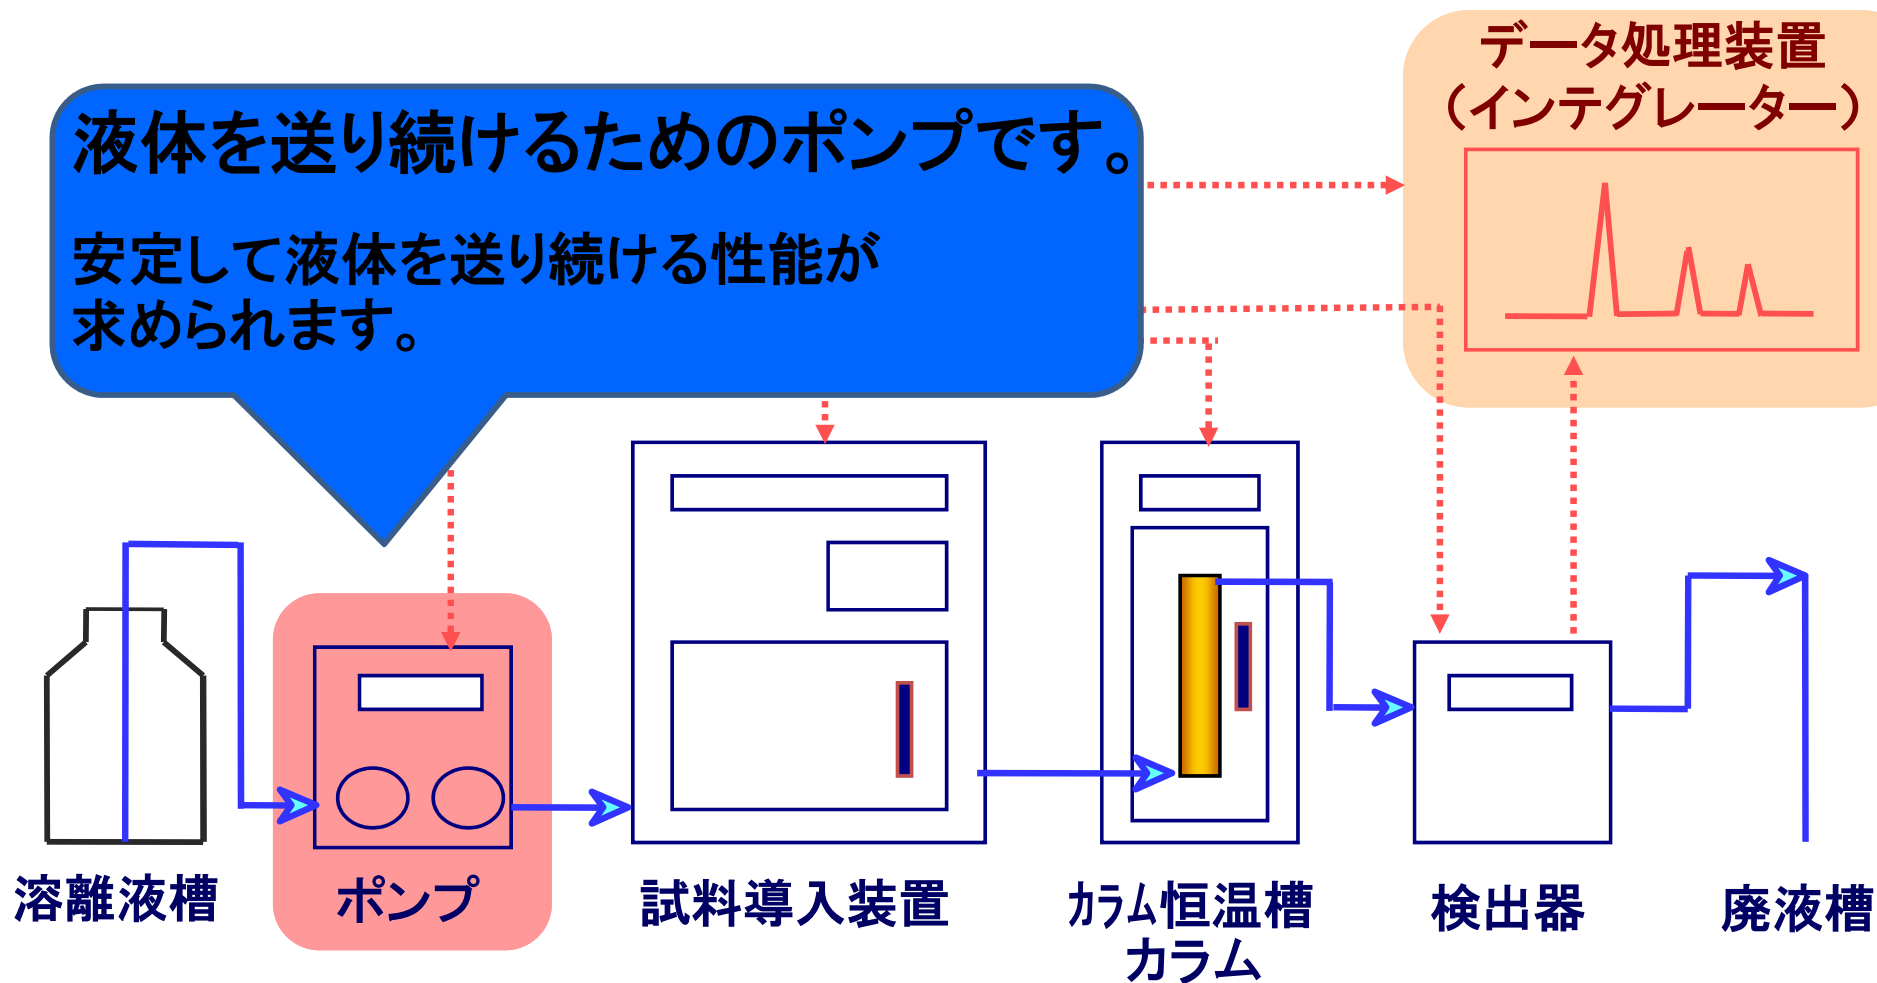 データ処理装置
（インテグレーター）
液体を送り続けるためのポンプです。
安定して液体を送り続ける性能が
求められます。
溶離液槽
ポンプ
試料導入装置
ｶﾗﾑ恒温槽
カラム
検出器
廃液槽